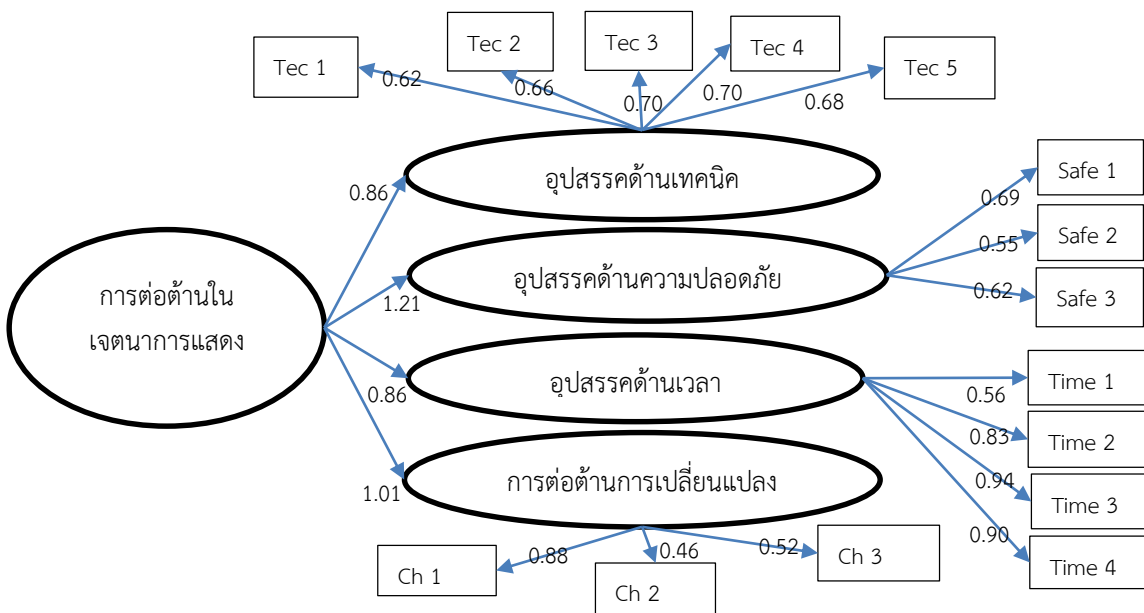 Tec 1
Tec 2
Tec 3
Tec 4
Tec 5
0.62
0.66
0.70
0.70
0.68
อุปสรรคด้านเทคนิค
0.86
Safe 1
0.69
Safe 2
0.55
Safe 3
0.62
อุปสรรคด้านความปลอดภัย
1.21
การต่อต้านใน
เจตนาการแสดง
อุปสรรคด้านเวลา
0.86
Time 1
0.56
Time 2
0.83
Time 3
0.94
Time 4
0.90
การต่อต้านการเปลี่ยนแปลง
1.01
Ch 1
0.88
Ch 2
0.46
Ch 3
0.52